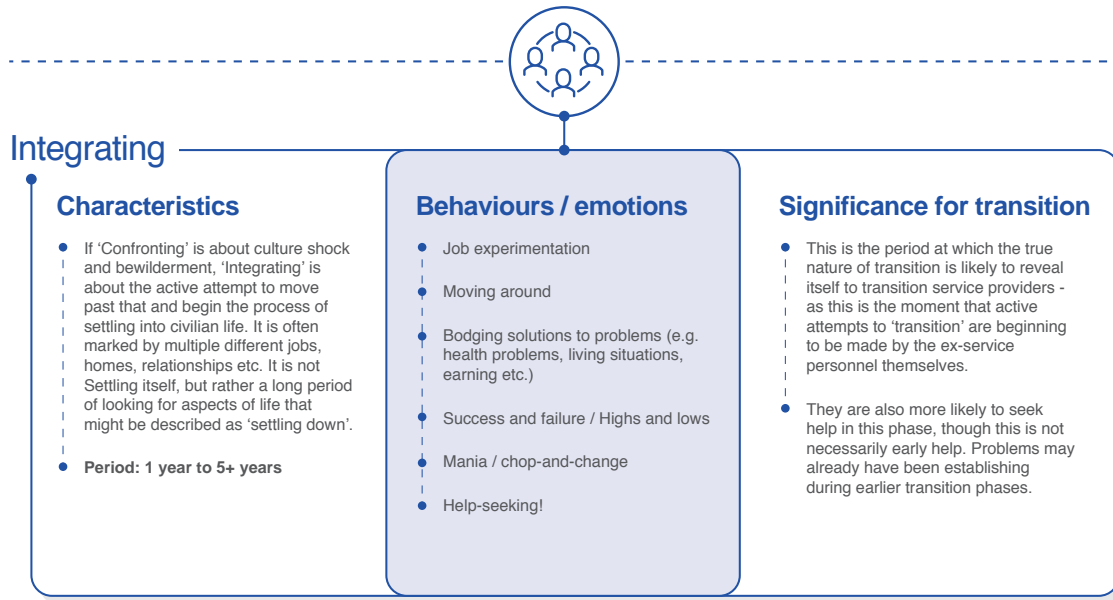 Integrating
Characteristics
If ‘Confronting’ is about culture shock
and bewilderment, ‘Integrating’ is
about the active attempt to move
past that and begin the process of
settling into civilian life. It is often
marked by multiple different jobs,
homes, relationships etc. It is not
Settling itself, but rather a long period
of looking for aspects of life that
might be described as ‘settling down’.
Period: 1 year to 5+ years
Behaviours / emotions
Job experimentation
Moving around
Bodging solutions to problems (e.g.
health problems, living situations,
earning etc.)
Success and failure / Highs and lows
Mania / chop-and-change
Help-seeking!
Significance for transition
This is the period at which the true
nature of transition is likely to reveal
itself to transition service providers -
as this is the moment that active
attempts to ‘transition’ are beginning
to be made by the ex-service
personnel themselves.
They are also more likely to seek
help in this phase, though this is not
necessarily early help. Problems may
already have been establishing
during earlier transition phases.